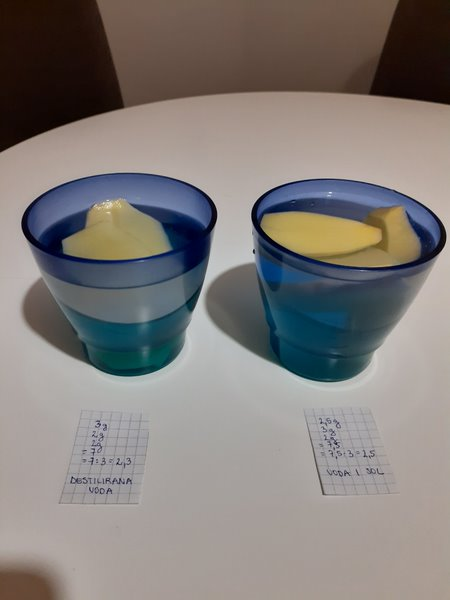 3g
2g
2g
= 7g
= 7:3 = 2,3
DESTILIRANA
VODA
2,5g
3g
2g
= 7,5
= 7,5:3 = 2,5
VODA I SOL